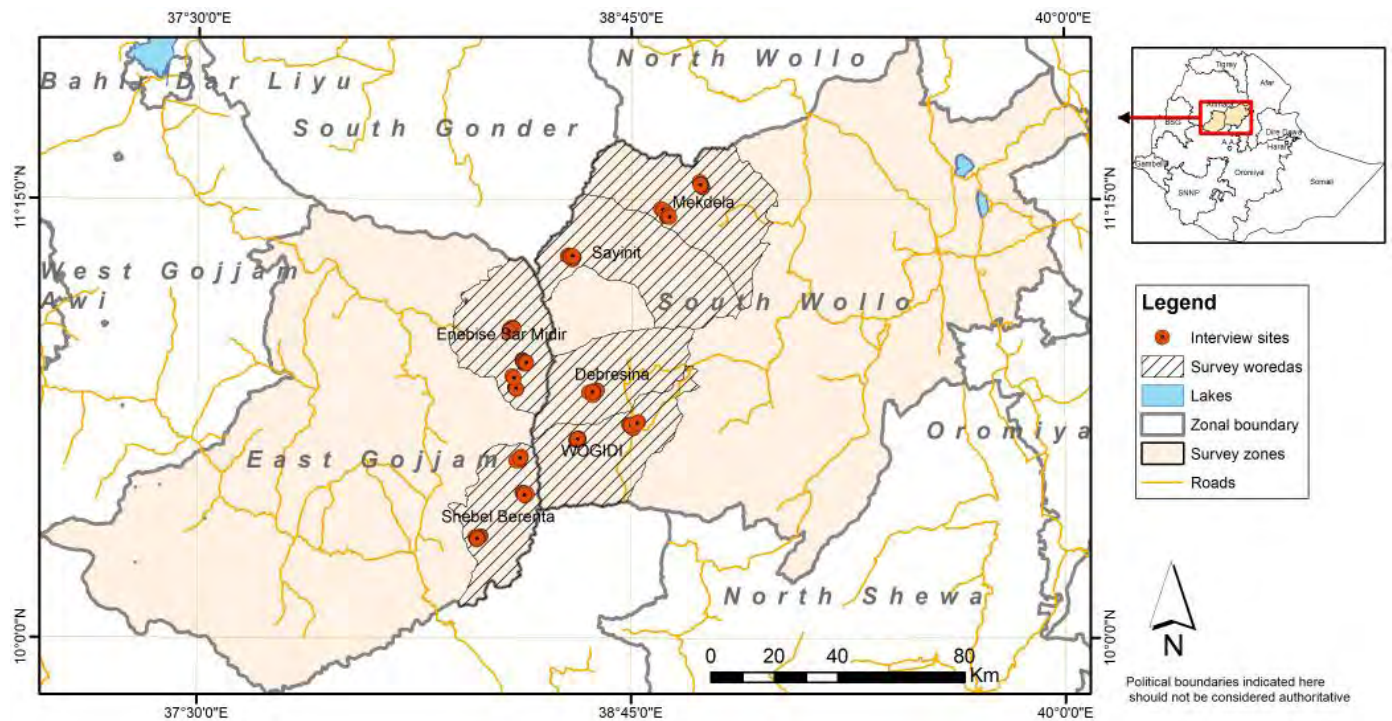 37°30'0"E
38°45'0"E
40°0'0"E
North Wollo
Bahir Dar Liyu
South Gonder
11°15'0"N
11°15'0"N
Mekdela
Sayinit
West Gojjam
Awi
South Wollo
Enebise Sar Midir
Debresina
Oromiya
WOGIDI
East Gojjam
Shebel Berenta
North Shewa
10°0'0"N
10°0'0"N
0 20 40 80
Km
37°30'0"E
38°45'0"E
40°0'0"E
Tigray
Afar
Amhara
BSG
Dire Dawa
Harari
A.A
Gambella
Oromiya
Somali
SNNP
Legend
Interview sites
Survey woredas
Lakes
Zonal boundary
Survey zones
Roads
N
Political boundaries indicated here
should not be considered authoritative